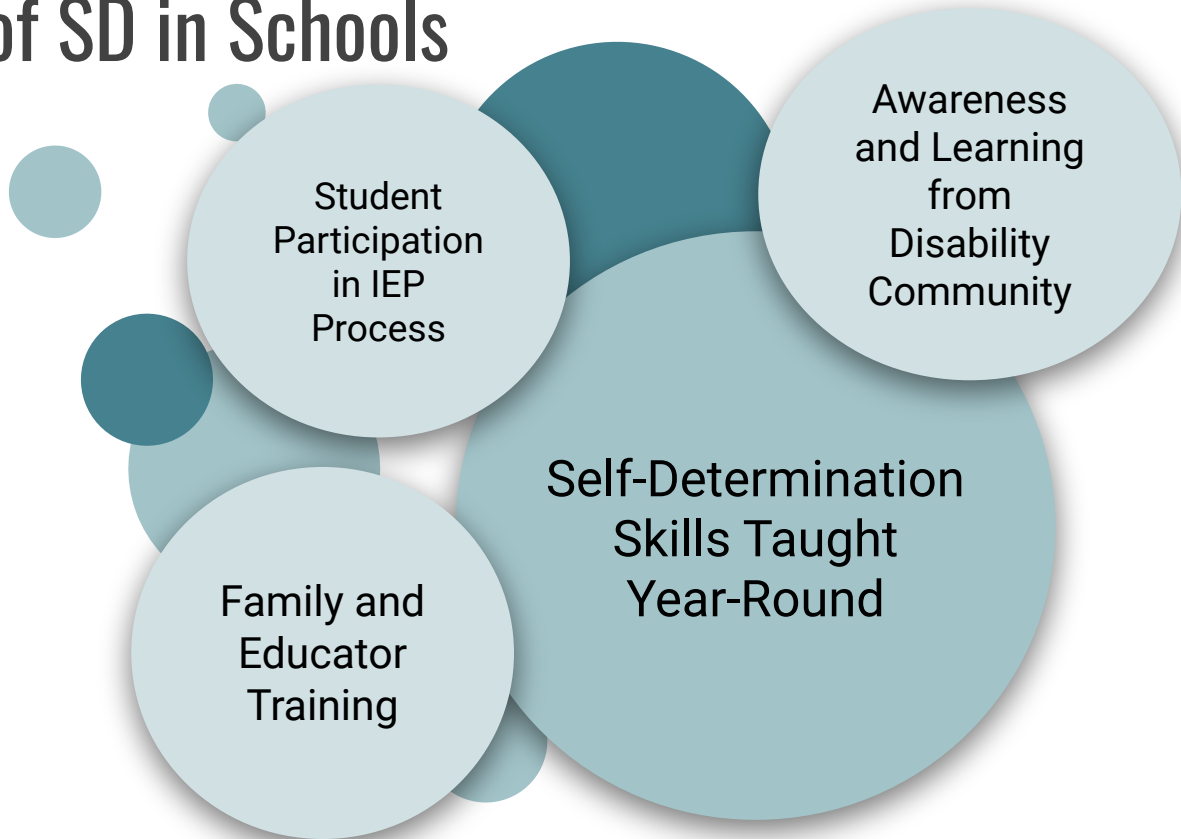 of SD in Schools
Student
Participation
in IEP
Process
Awareness
and Learning
from
Disability
Community
Self-Determination
Skills Taught
Year-Round
Family and
Educator
Training